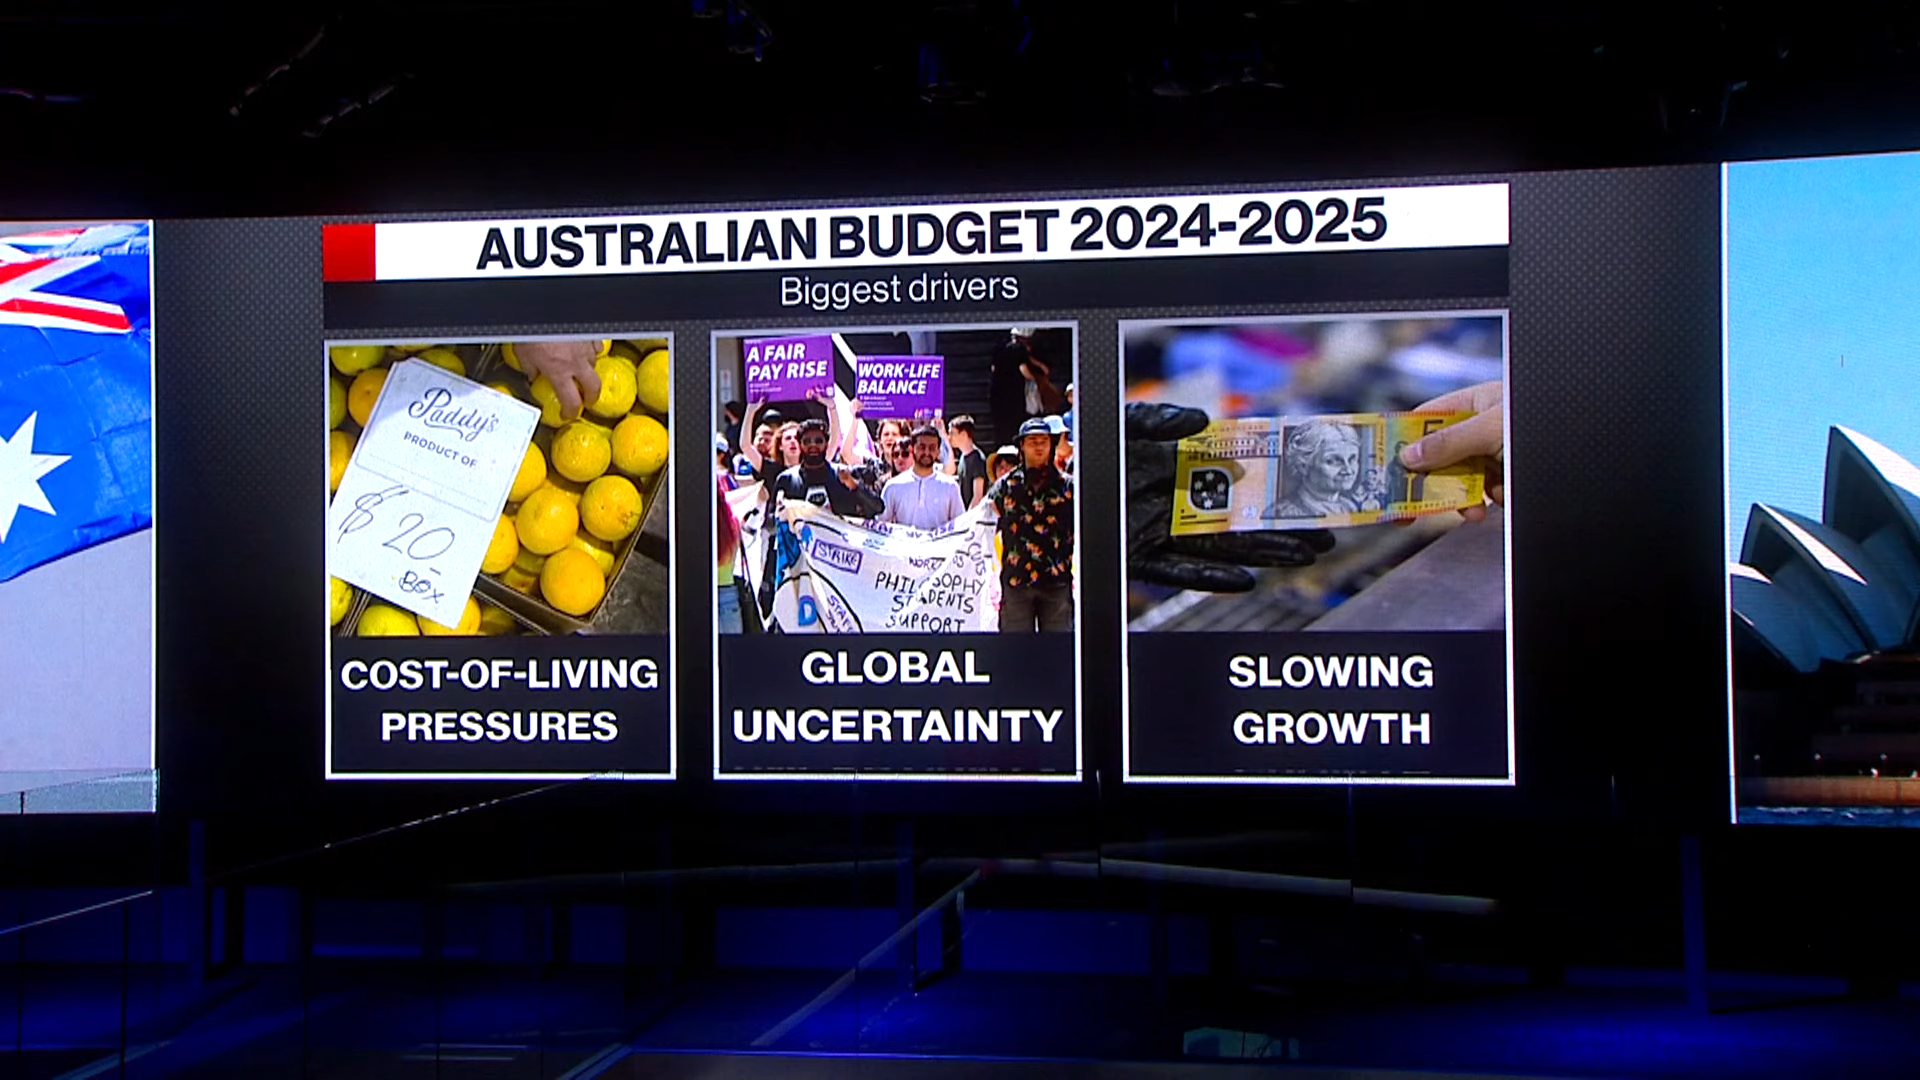 AUSTRALIAN BUDGET 2024-2025
Biggest drivers
Paddy's
PRODUCT OF
$20
BOX
COST-OF-LIVING
PRESSURES
A FAIR
PAY RISE
WORK-LIFE
BALANCE
STRIKE
PHILOSOPHY
STUDENTS
SUPPORT
GLOBAL
UNCERTAINTY
5
SLOWING
GROWTH